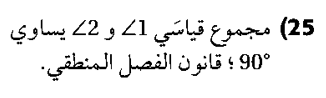 25) مجموع قياسَي ∠1 و ∠2 يساوي
90° ؛ قانون الفصل المنطقي.